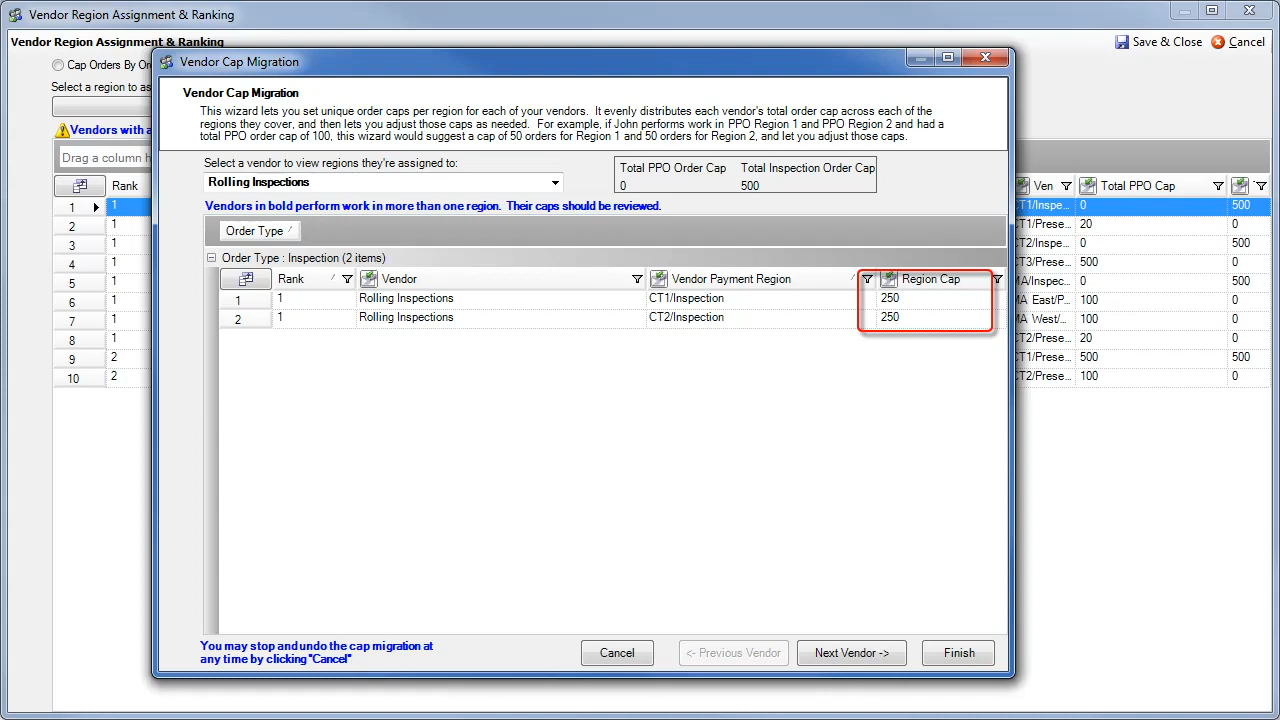 Vendor Region Assignment & Ranking
Vendor Region Assignment & Ranking
Save & Close
Cancel
Cap Orders By Or
Select a region to as
Vendors with a
Drag a column h
Rank
1 1
2 1
3 1
4 1
5 1
6 1
7 1
8 1
9 2
10 2
Vendor Cap Migration
Vendor Cap Migration
This wizard lets you set unique order caps per region for each of your vendors. It evenly distributes each vendor's total order cap across each of the
regions they cover, and then lets you adjust those caps as needed. For example, if John performs work in PPO Region 1 and PPO Region 2 and had a
total PPO order cap of 100, this wizard would suggest a cap of 50 orders for Region 1 and 50 orders for Region 2, and let you adjust those caps.
Select a vendor to view regions they're assigned to:
Rolling Inspections
Total PPO Order Cap Total Inspection Order Cap
0 500
Vendors in bold perform work in more than one region. Their caps should be reviewed.
Order Type
Order Type : Inspection (2 items)
Rank Vendor Vendor Payment Region Region Cap
1 1 Rolling Inspections CT1/Inspection 250
2 1 Rolling Inspections CT2/Inspection 250
You may stop and undo the cap migration at
any time by clicking "Cancel"
Cancel
<- Previous Vendor
Next Vendor ->
Finish
Ven Total PPO Cap
CT1/Inspe... 0 500
CT1/Prese... 20 0
CT2/Inspe... 0 500
CT3/Prese... 500 0
MA/Inspec... 0 500
MA East/P... 100 0
MA West/... 100 0
CT2/Prese... 20 0
CT1/Prese... 500 500
CT2/Prese... 100 0